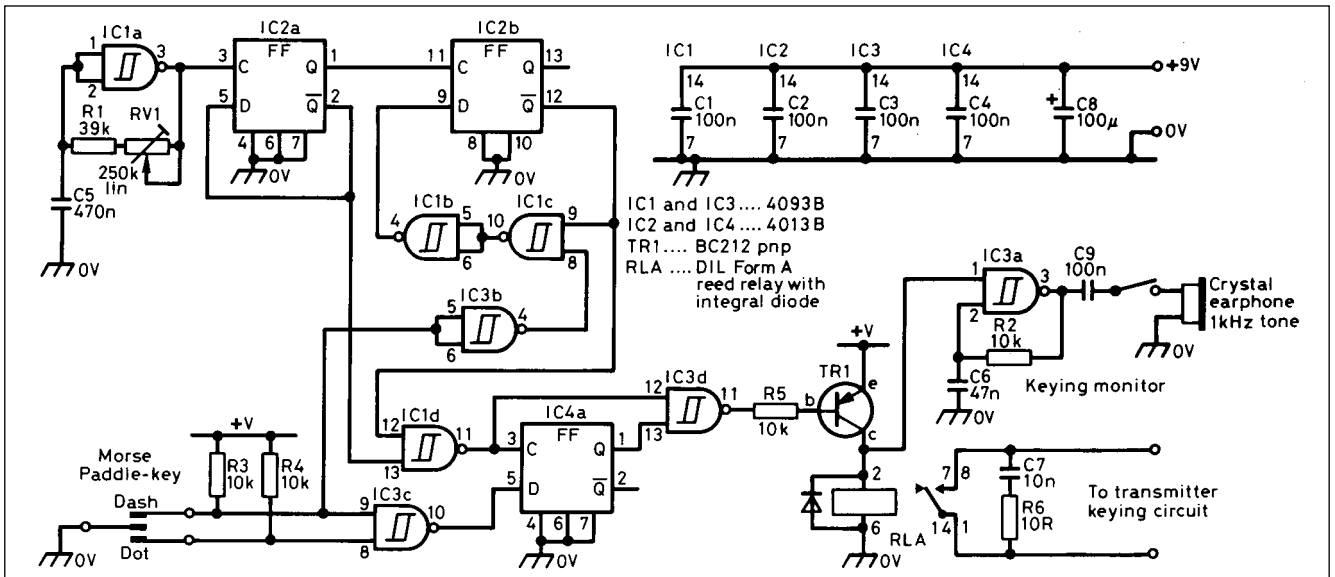 IC1a
1
2
3
R1
39k
RV1
250k
lin
C5
470n
0V
IC2a
FF
3
C
Q
1
5
D
Q̅
2
4
6
7
0V
IC2b
FF
11
C
Q
13
9
D
Q̅
12
8
10
0V
IC1b
4
5
6
IC1c
10
9
8
IC3b
5
6
4
IC1
IC2
IC3
IC4
14
14
14
14
C1
100n
C2
100n
C3
100n
C4
100n
+
C8
100µ
7
7
7
7
+9V
0V
IC1 and IC3.... 4093B
IC2 and IC4.... 4013B
TR1.... BC212 pnp
RLA .... DIL Form A
reed relay with
integral diode
IC1d
12
13
11
IC4a
FF
3
C
Q
1
5
D
Q̅
2
4
6
7
0V
IC3d
12
13
11
R5
10k
+V
TR1
b
e
c
2
6
RLA
0V
IC3a
1
2
3
R2
10k
C6
47n
0V
C9
100n
Crystal
earphone
1kHz tone
0V
Keying monitor
7
8
14
1
C7
10n
R6
10R
To transmitter
keying circuit
+V
R3
10k
R4
10k
Morse
Paddle-key
Dash
Dot
0V
IC3c
9
8
10